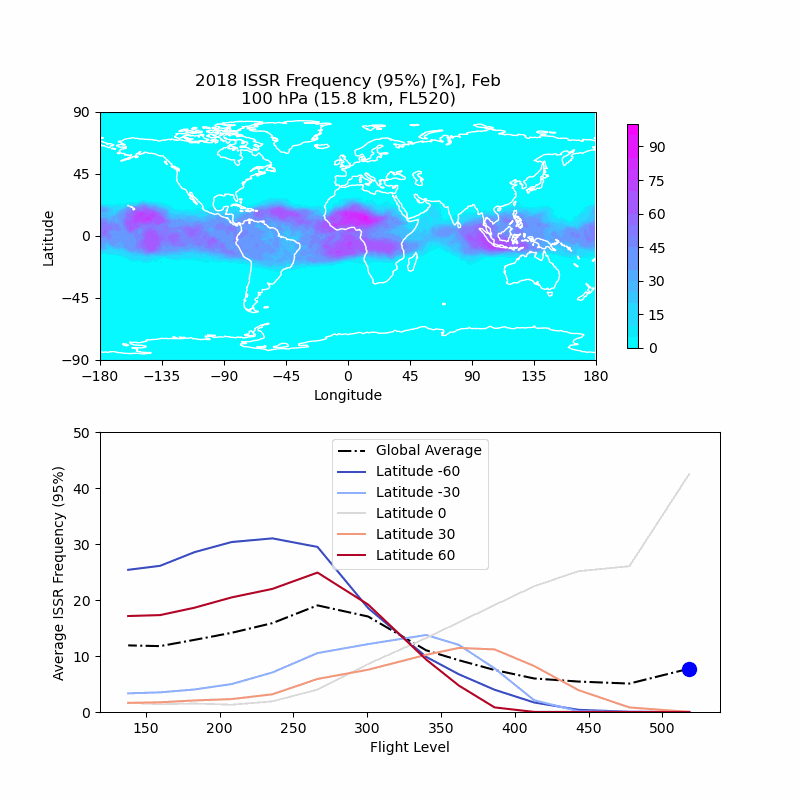 2018 ISSR Frequency (95%) [%], Feb
100 hPa (15.8 km, FL520)
90
45
0
−45
−90
Latitude
−180 −135 −90 −45 0 45 90 135 180
Longitude
90
75
60
45
30
15
0
50
40
30
20
10
0
Average ISSR Frequency (95%)
Global Average
Latitude -60
Latitude -30
Latitude 0
Latitude 30
Latitude 60
150 200 250 300 350 400 450 500
Flight Level